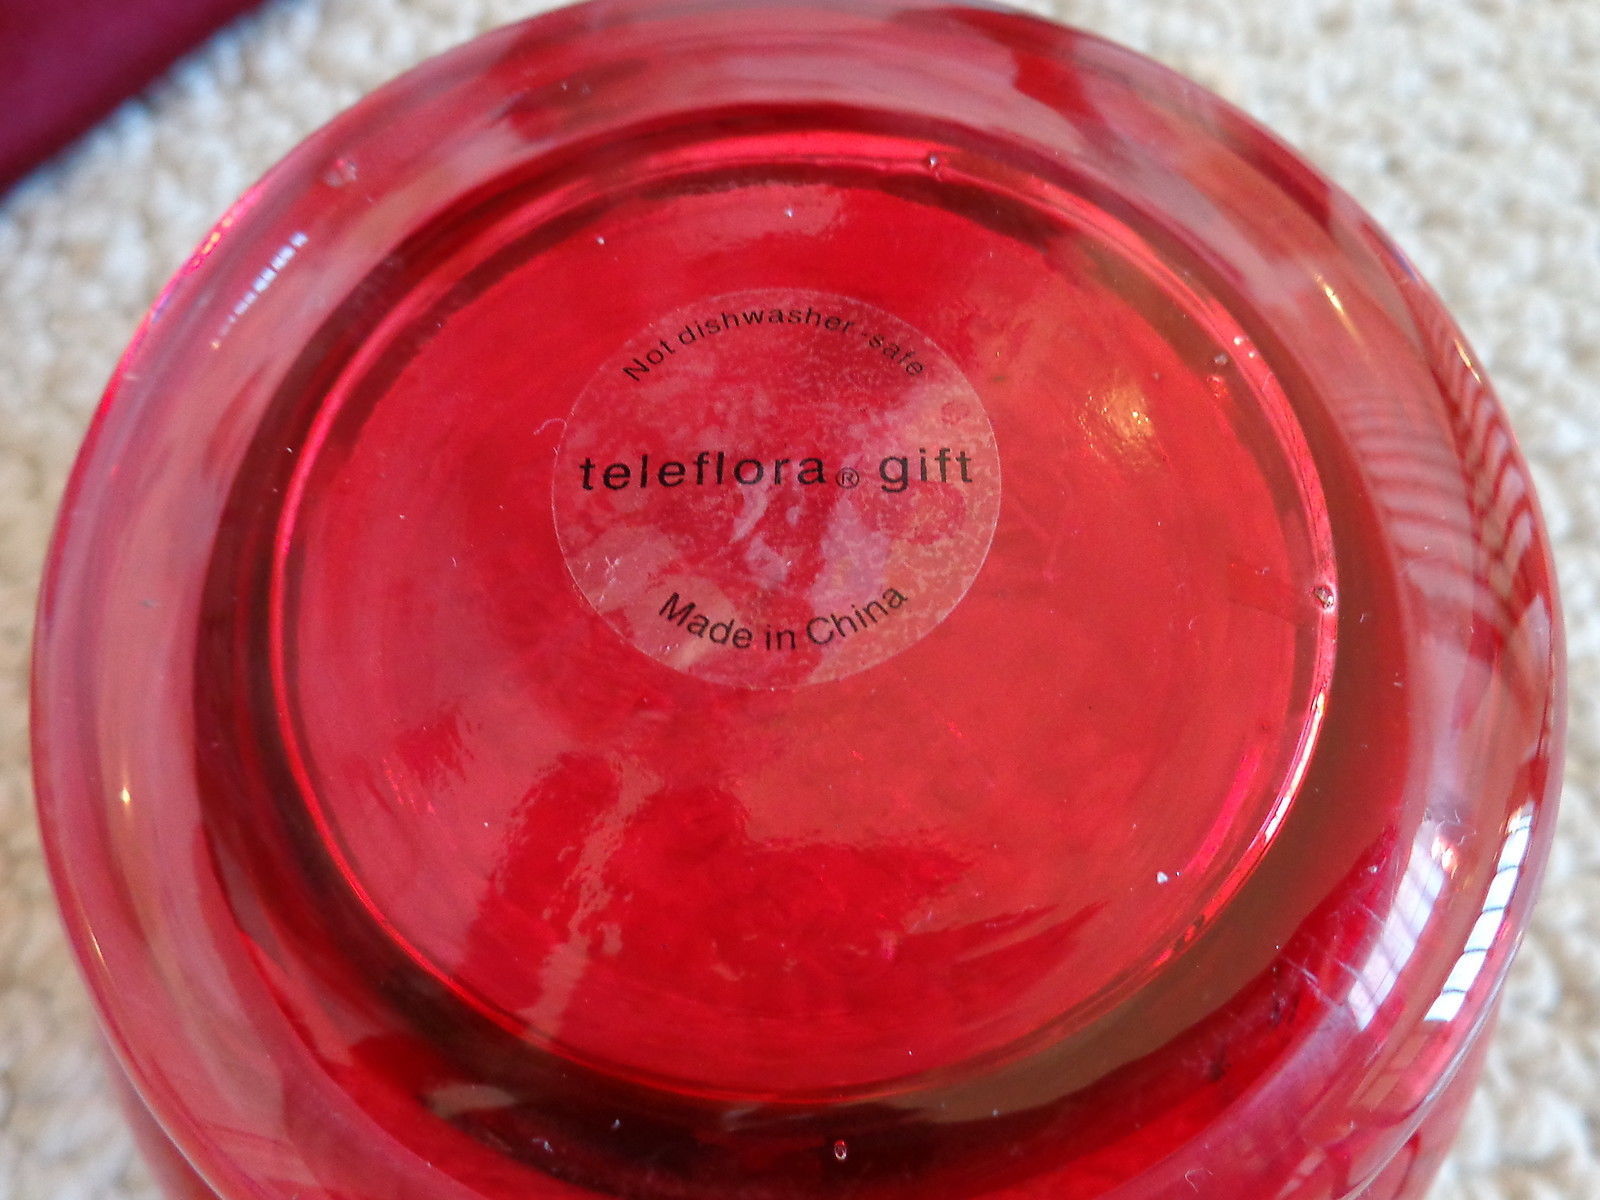 Not dishwasher-safe
teleflora® gift
Made in China